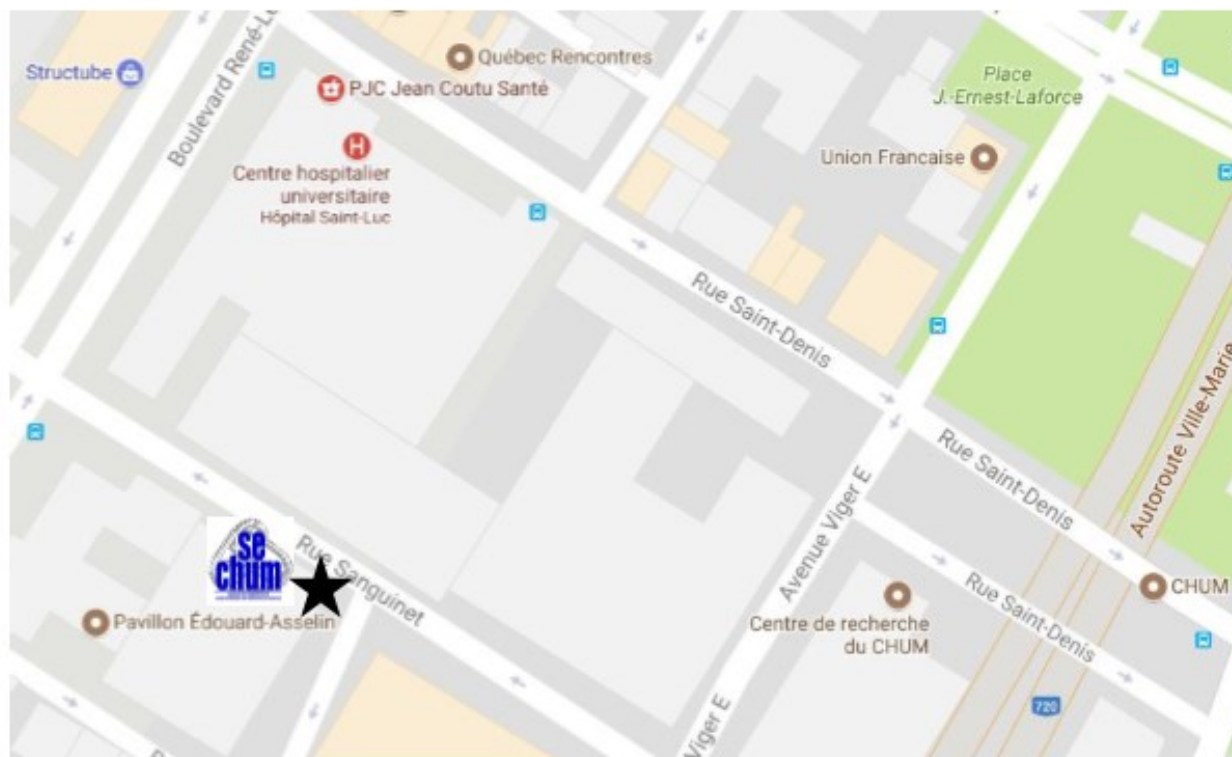 Québec Rencontres
Structube
Place
J.-Ernest-Laforce
PJC Jean Coutu Santé
Boulevard René-L
H
Centre hospitalier
universitaire
Hôpital Saint-Luc
Union Francaise
Rue Saint-Denis
Autoroute Ville-Marie
Rue Saint-Denis
Avenue Viger E
se
chum
Rue Sanguinet
Rue Saint-Denis
CHUM
Centre de recherche
du CHUM
Pavillon Édouard-Asselin
Viger E
720